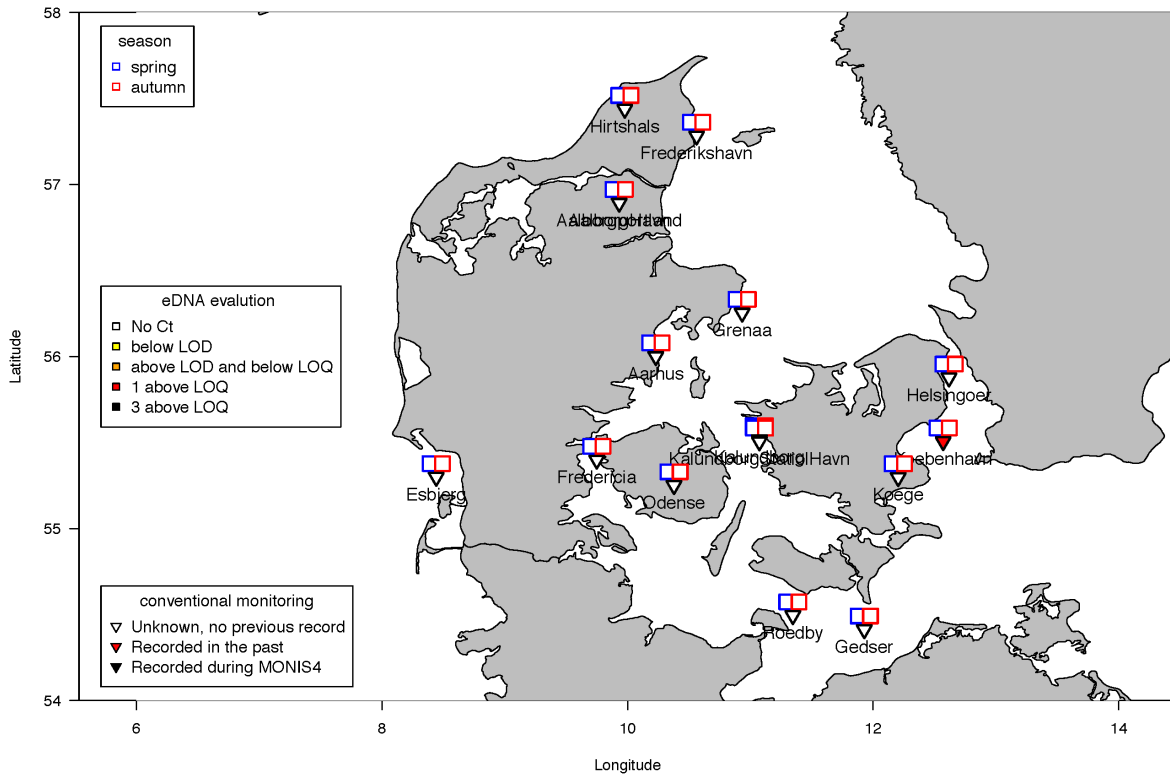 58
season
spring
autumn
Hirtshals
Frederikshavn
57
Grenaa
eDNA evalution
No Ct
below LOD
above LOD and below LOQ
1 above LOQ
3 above LOQ
56
Latitude
Aarhus
Helsingoer
Fredericia
Esbjerg
Odense
Koege
55
conventional monitoring
Unknown, no previous record
Recorded in the past
Recorded during MONIS4
Roedby
Gedser
54
6 8 10 12 14
Longitude